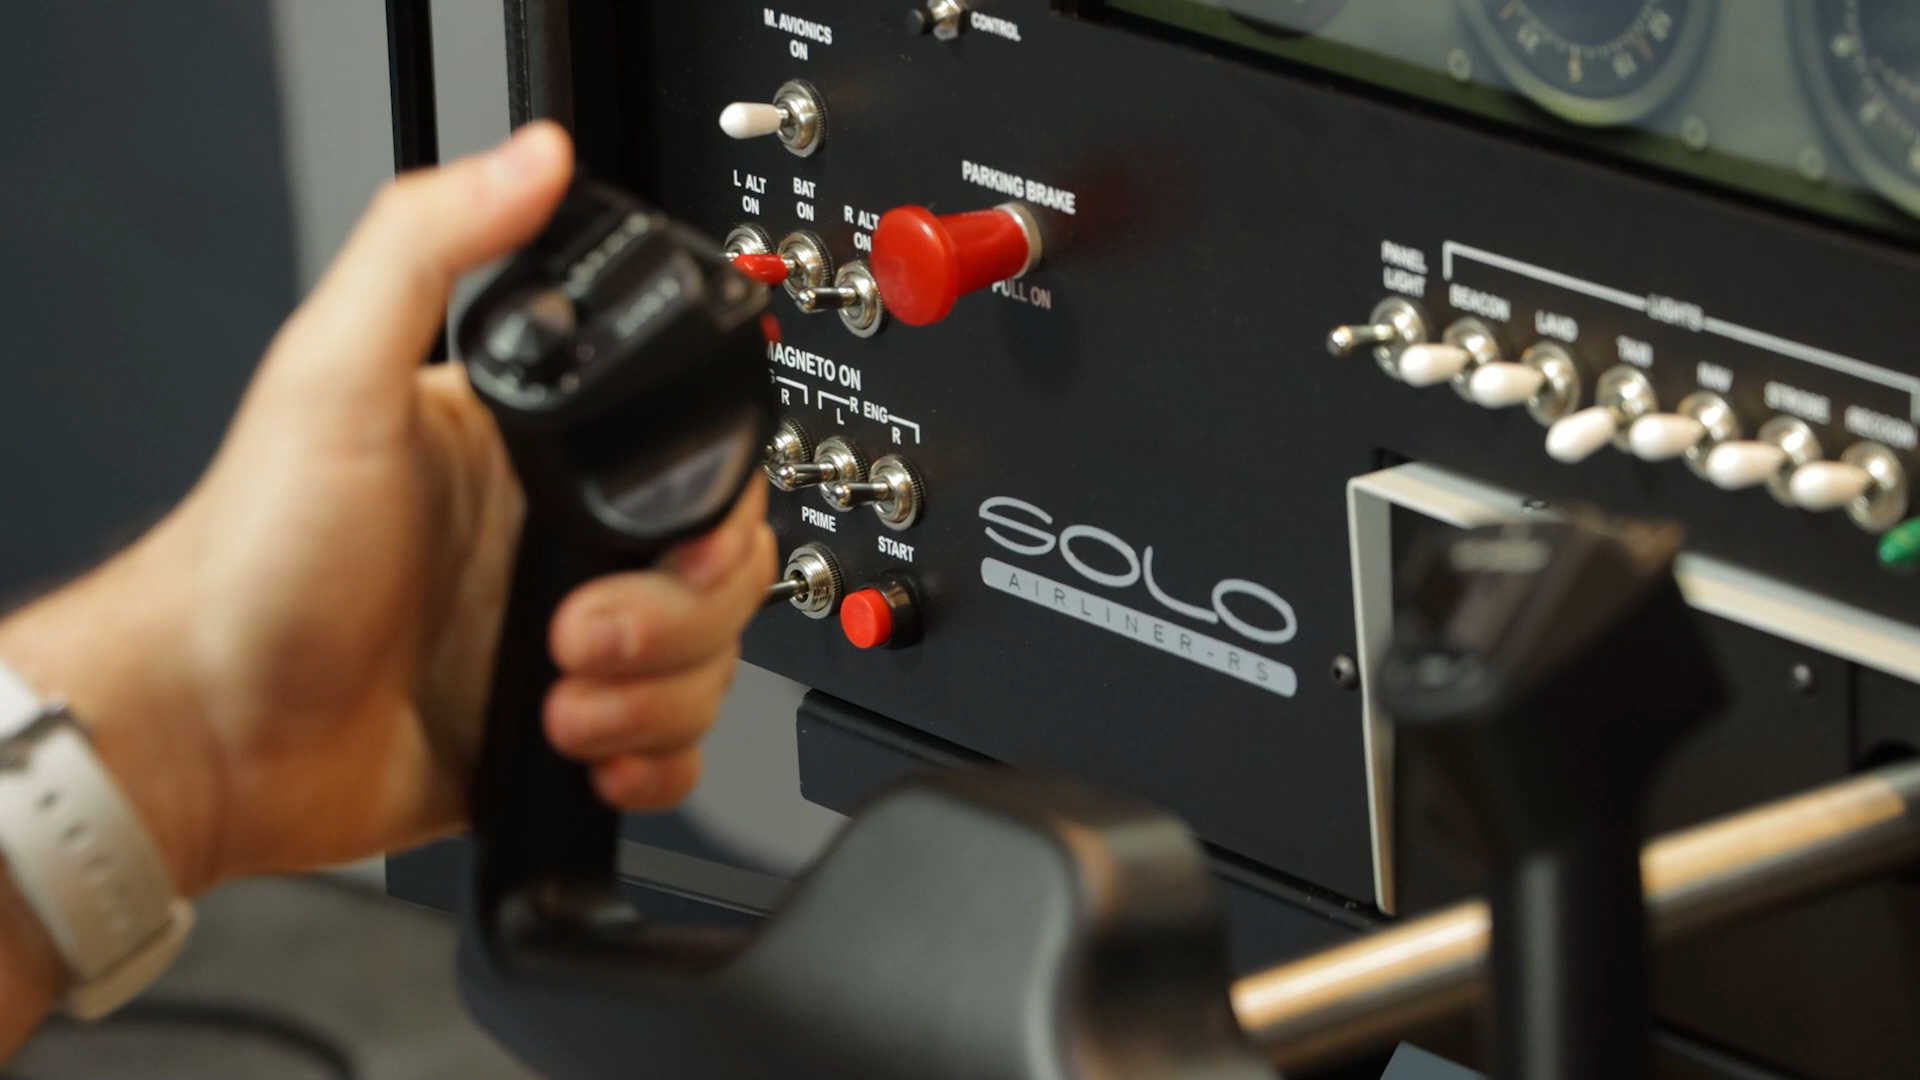 M. AVIONICS
ON
CONTROL
L ALT
ON
BAT
ON
R ALT
ON
PARKING BRAKE
PULL ON
PANEL
LIGHT
LIGHTS
BEACON
LAND
TAXI
NAV
STROBE
RECOGN
MAGNETO ON
R
R ENG
L
R
PRIME
START
SOLO
AIRLINER-RS